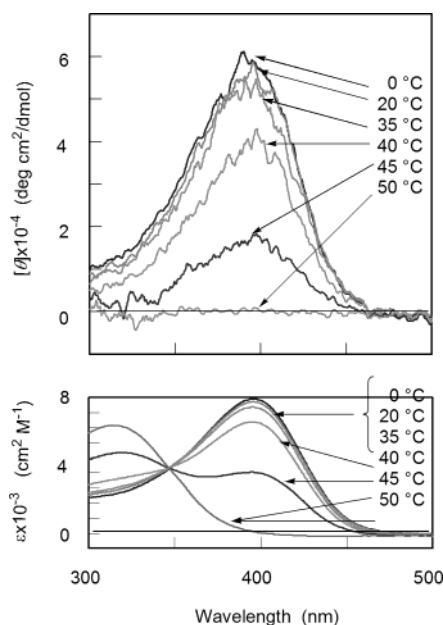 6
4
2
0
[θ]x10⁻⁴ (deg cm²/dmol)
0 °C
20 °C
35 °C
40 °C
45 °C
50 °C
8
4
0
εx10⁻³ (cm² M⁻¹)
0 °C
20 °C
35 °C
40 °C
45 °C
50 °C
300
400
500
Wavelength (nm)